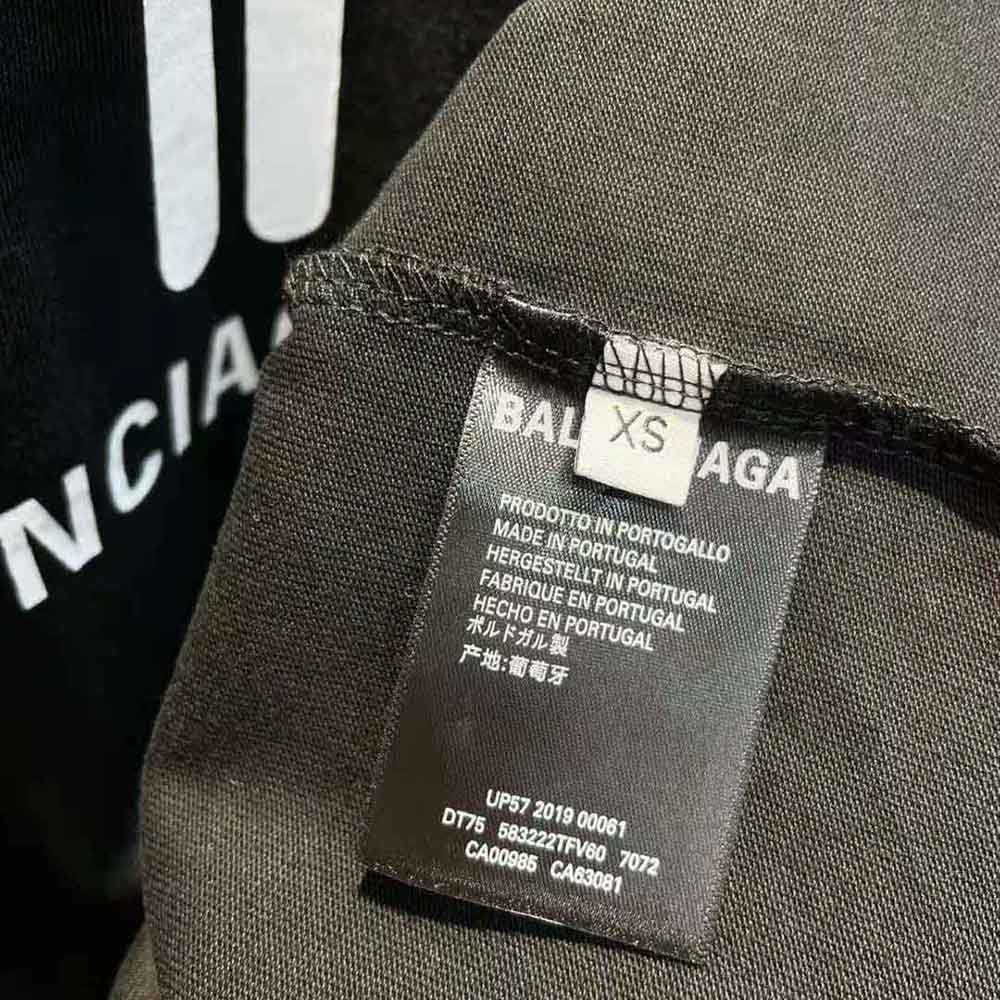 NCIA
XS
BAL AGA
PRODOTTO IN PORTOGALLO
MADE IN PORTUGAL
HERGESTELLT IN PORTUGAL
FABRIQUE EN PORTUGAL
HECHO EN PORTUGAL
ポルドガル製
产地:葡萄牙
UP57 2019 00061
DT75 583222TFV60 7072
CA00985 CA63081